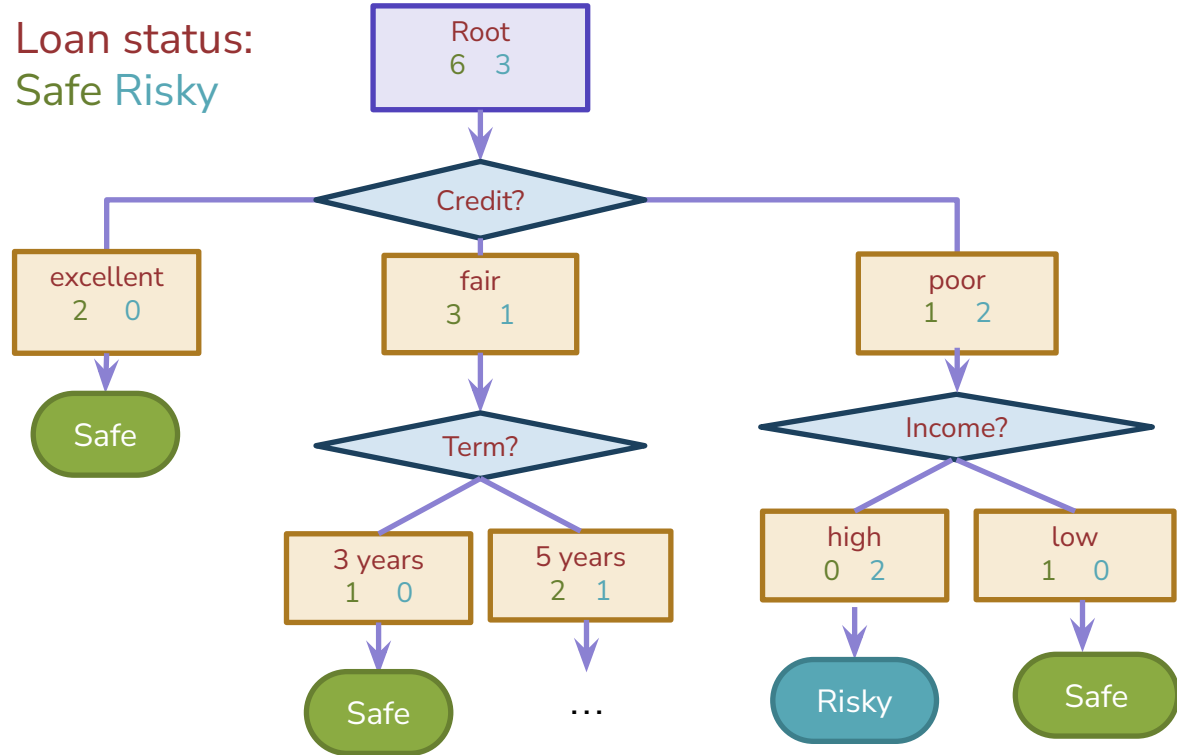 Loan status:
Safe Risky
Root
6 3
Credit?
excellent
2 0
fair
3 1
poor
1 2
Safe
Term?
Income?
3 years
1 0
5 years
2 1
high
0 2
low
1 0
Safe
...
Risky
Safe